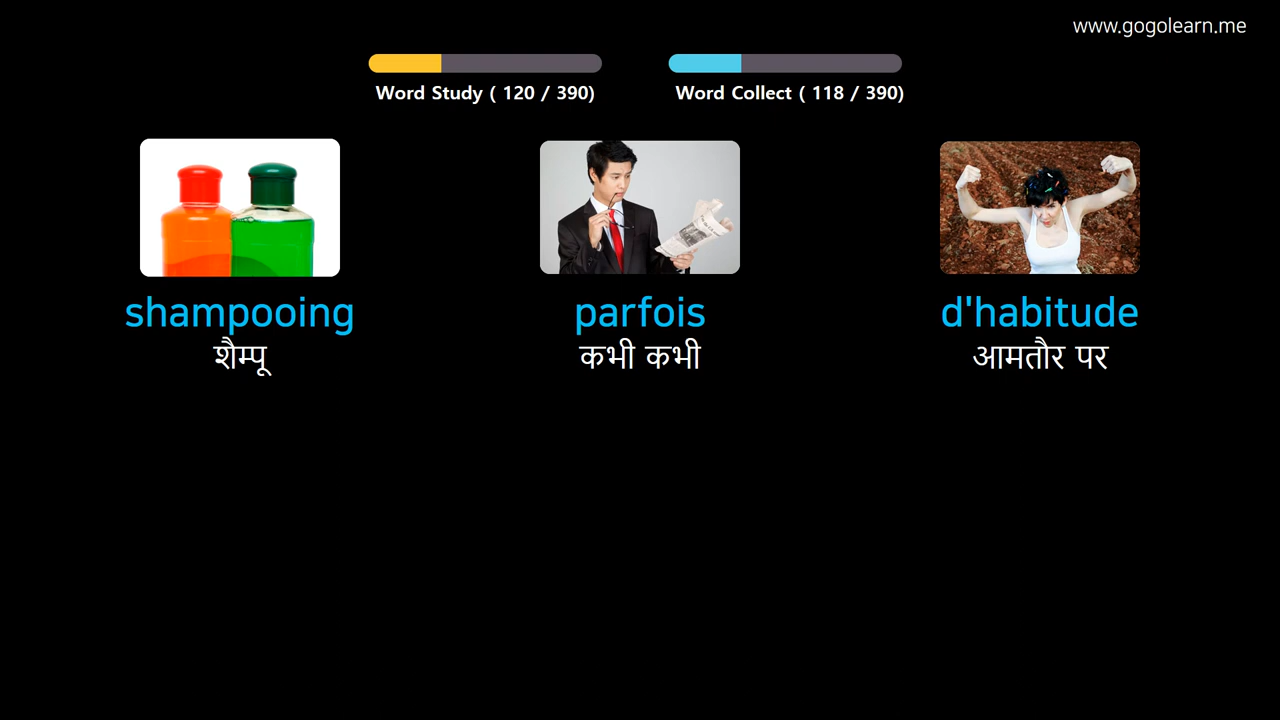 www.gogolearn.me
Word Study ( 120 / 390)
Word Collect ( 118 / 390)
shampooing
parfois
d'habitude
शैम्पू
कभी कभी
आमतौर पर